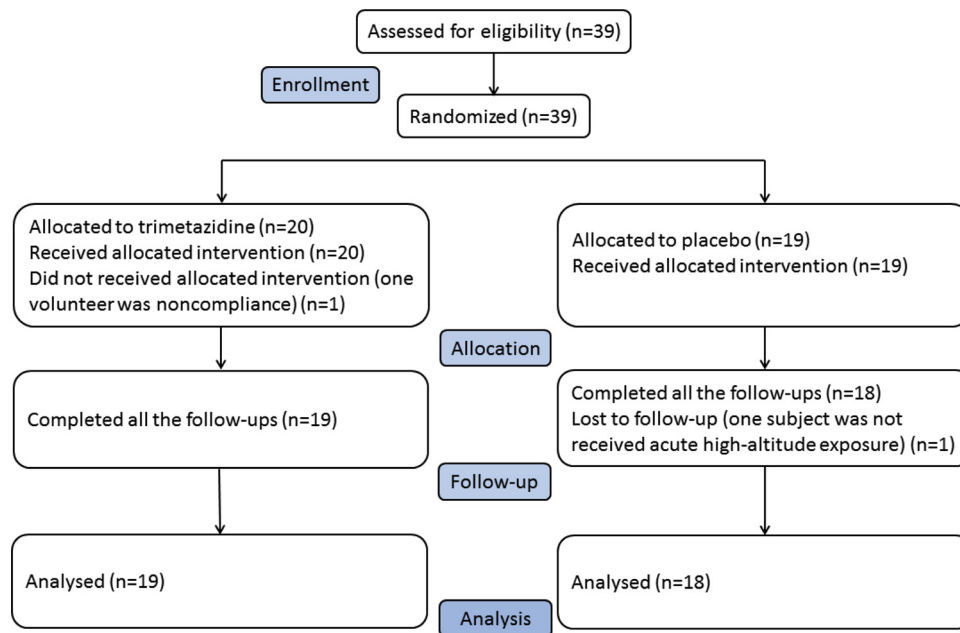 Assessed for eligibility (n=39)
Enrollment
Randomized (n=39)
Allocated to trimetazidine (n=20)
Received allocated intervention (n=20)
Did not received allocated intervention (one
volunteer was noncompliance) (n=1)
Allocated to placebo (n=19)
Received allocated intervention (n=19)
Allocation
Completed all the follow-ups (n=19)
Completed all the follow-ups (n=18)
Lost to follow-up (one subject was not
received acute high-altitude exposure) (n=1)
Follow-up
Analysed (n=19)
Analysed (n=18)
Analysis